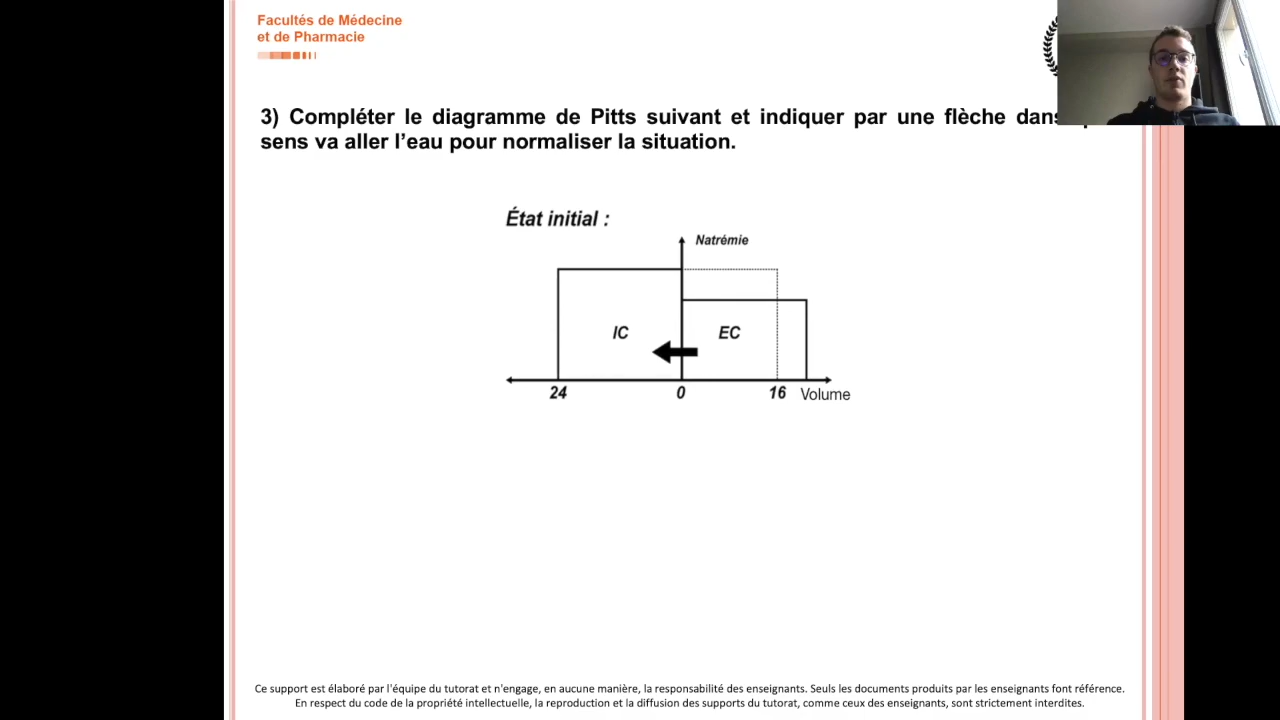 Facultés de Médecine
et de Pharmacie
3) Compléter le diagramme de Pitts suivant et indiquer par une flèche dans
sens va aller l’eau pour normaliser la situation.
État initial :
Natrémie
IC
EC
24
0
16
Volume
Ce support est élaboré par l'équipe du tutorat et n'engage, en aucune manière, la responsabilité des enseignants. Seuls les documents produits par les enseignants font référence.
En respect du code de la propriété intellectuelle, la reproduction et la diffusion des supports du tutorat, comme ceux des enseignants, sont strictement interdites.